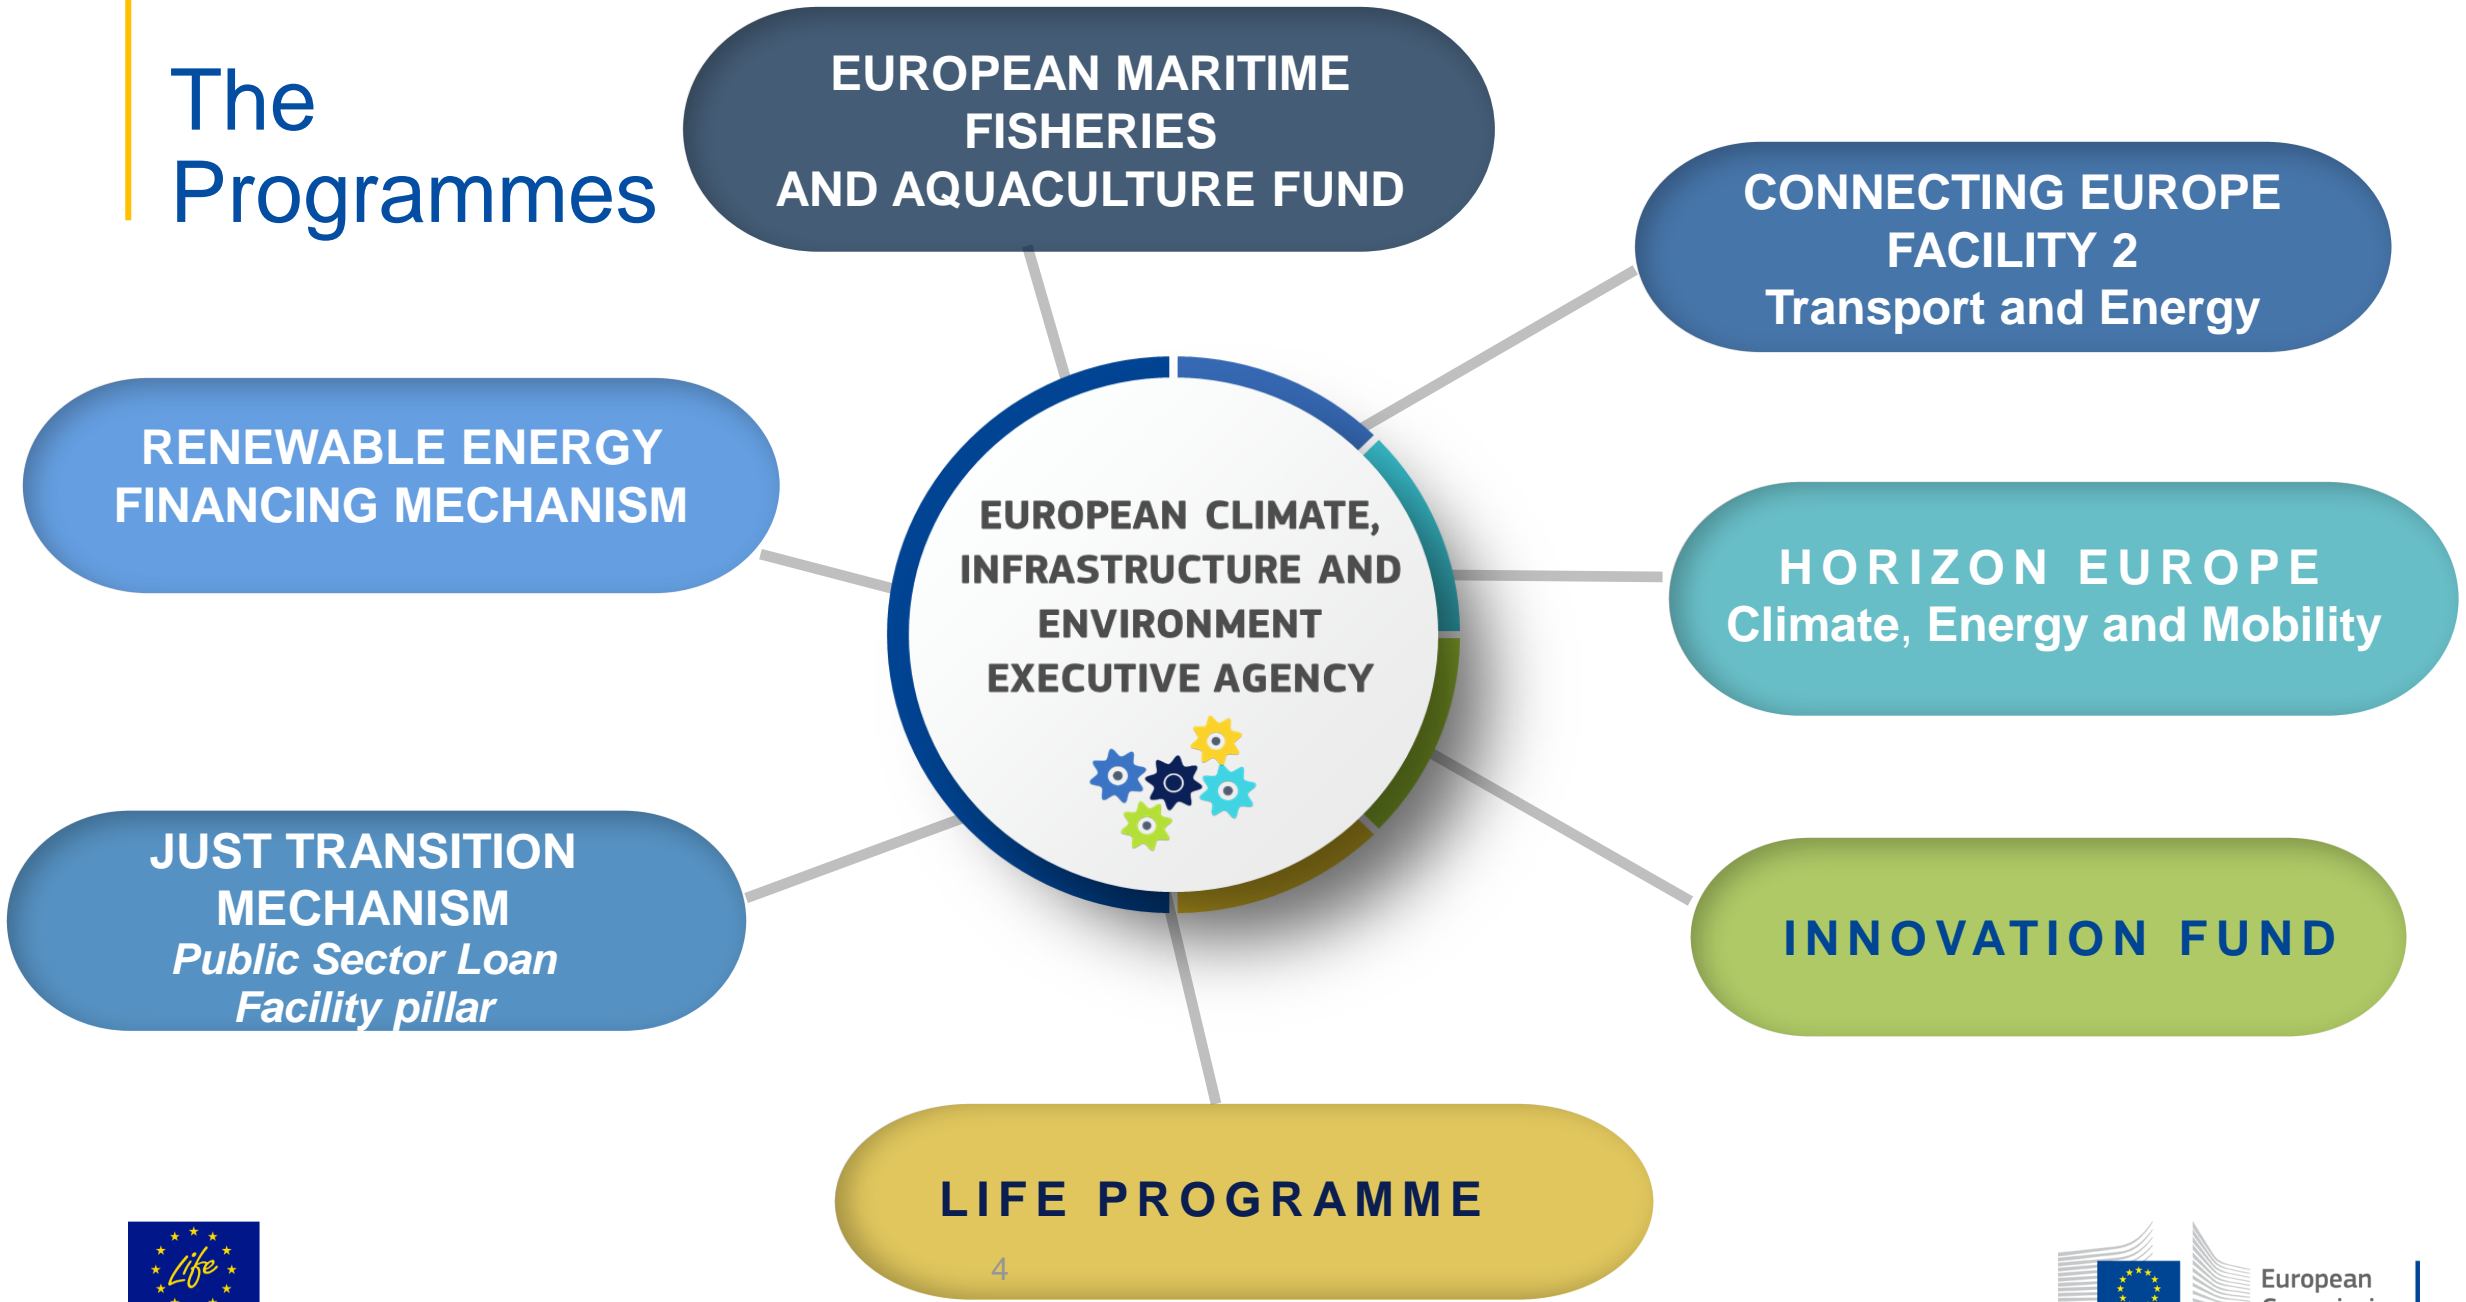 The
Programmes
EUROPEAN MARITIME
FISHERIES
AND AQUACULTURE FUND
CONNECTING EUROPE
FACILITY 2
Transport and Energy
RENEWABLE ENERGY
FINANCING MECHANISM
EUROPEAN CLIMATE,
INFRASTRUCTURE AND
ENVIRONMENT
EXECUTIVE AGENCY
HORIZON EUROPE
Climate, Energy and Mobility
JUST TRANSITION
MECHANISM
Public Sector Loan
Facility pillar
INNOVATION FUND
LIFE PROGRAMME
4
Life
European